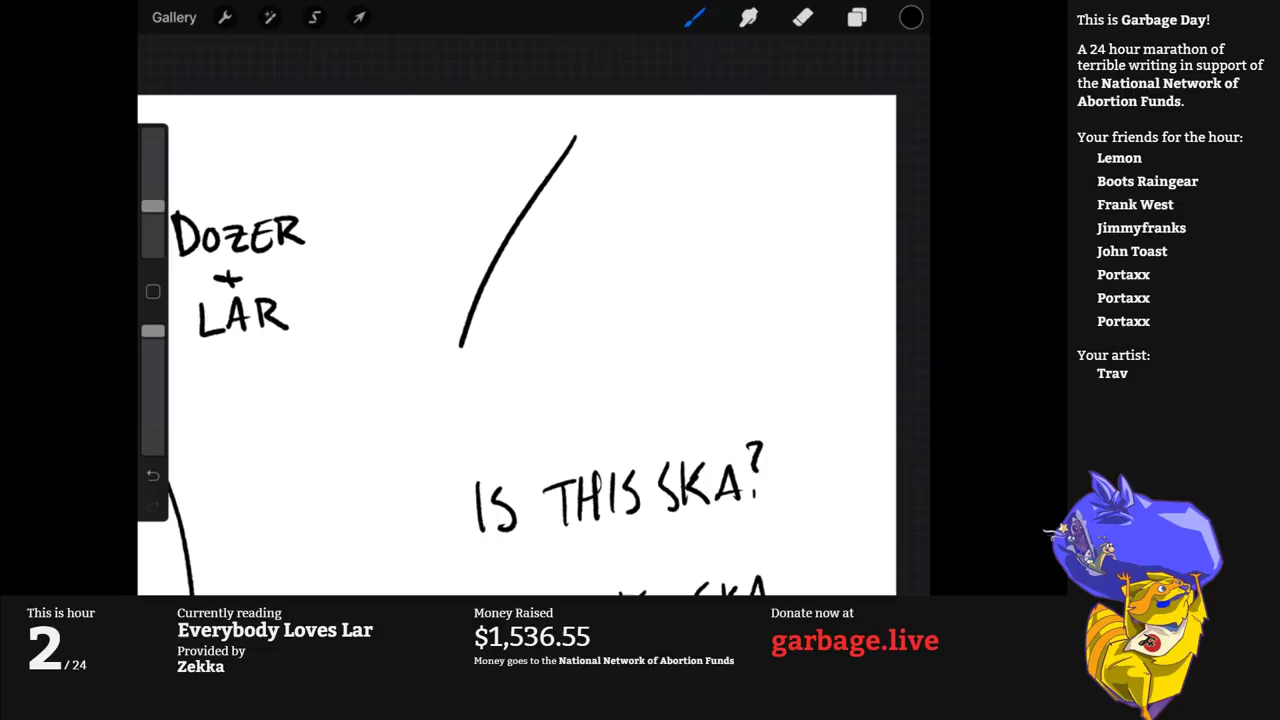 Gallery
DOZER
+
LAR
IS THIS SKA?
SKA
This is Garbage Day!
A 24 hour marathon of
terrible writing in support of
the National Network of
Abortion Funds.
Your friends for the hour:
Lemon
Boots Raingear
Frank West
Jimmyfranks
John Toast
Portaxx
Portaxx
Portaxx
Your artist:
Trav
This is hour
2 / 24
Currently reading
Everybody Loves Lar
Provided by
Zekka
Money Raised
$1,536.55
Money goes to the National Network of Abortion Funds
Donate now at
garbage.live